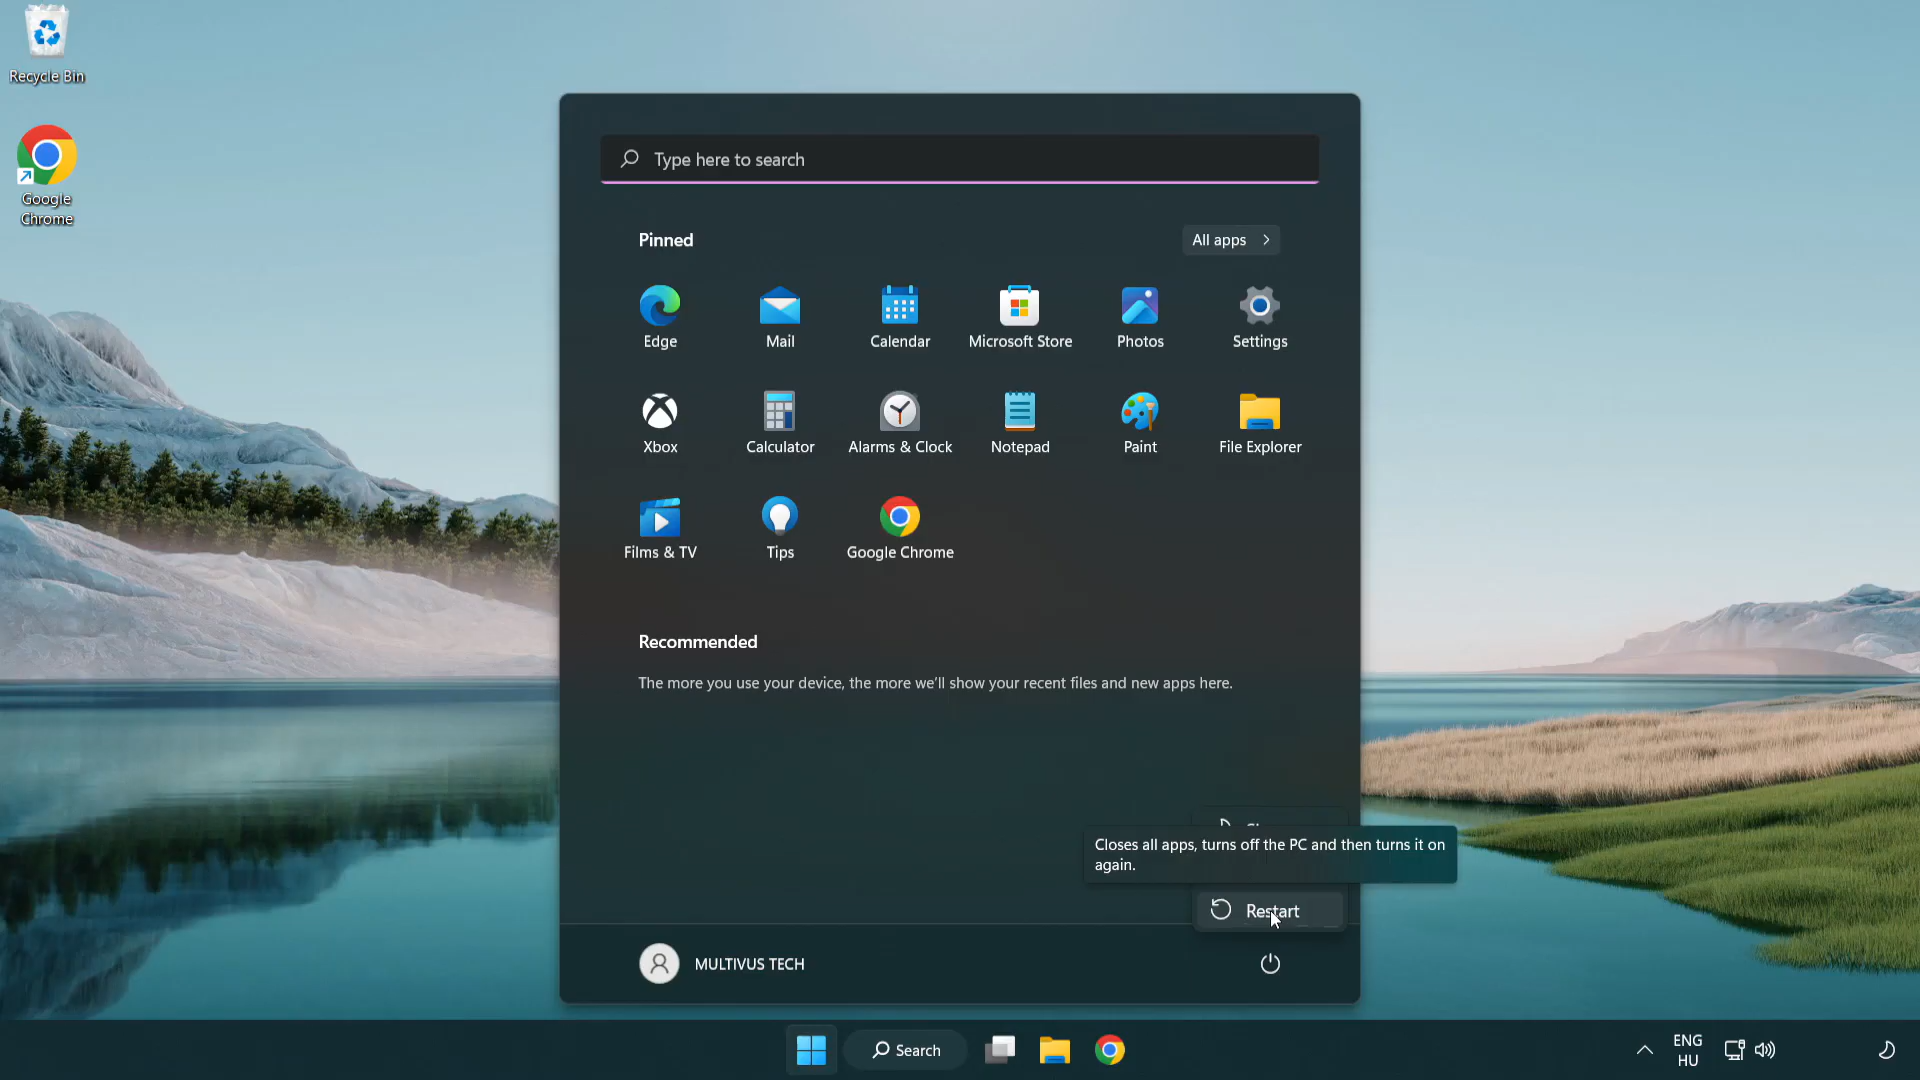 Recycle Bin
Google
Chrome
Type here to search
Pinned
All apps
Edge
Mail
Calendar
Microsoft Store
Photos
Settings
Xbox
Calculator
Alarms & Clock
Notepad
Paint
File Explorer
Films & TV
Tips
Google Chrome
Recommended
The more you use your device, the more we'll show your recent files and new apps here.
Closes all apps, turns off the PC and then turns it on
again.
Restart
MULTIVUS TECH
Search
ENG
HU